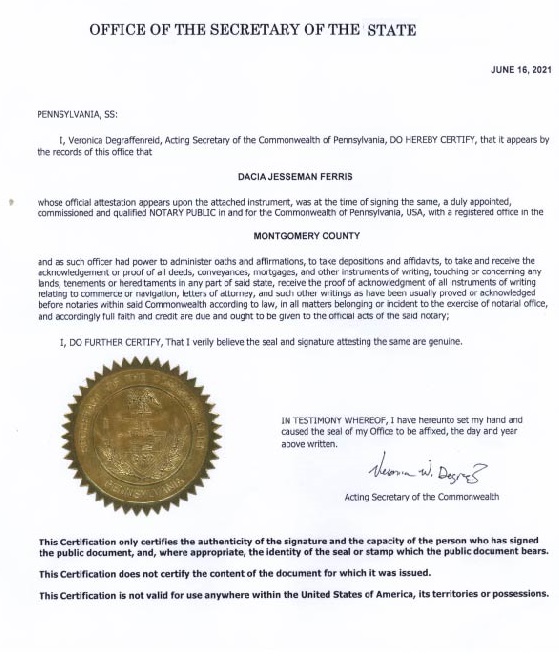 OFFICE OF THE SECRETARY OF THE STATE
JUNE 16, 2021
PENNSYLVANIA, SS:
I, Veronica Degraffenreid, Acting Secretary of the Commonwealth of Pennsylvania, DO HEREBY CERTIFY, that it appears by
the records of this office that
DACIA JESSEMAN FERRIS
whose official attestation appears upon the attached instrument, was at the time of signing the same, a duly appointed,
commissioned and qualified NOTARY PUBLIC in and for the Commonwealth of Pennsylvania, USA, with a registered office in the
MONTGOMERY COUNTY
and as such officer had power to administer oaths and affirmations, to take depositions and affidavits, to take and receive the
acknowledgement or proof of all deeds, conveyances, mortgages, and other instruments of writing, touching or concerning any
lands, tenements or hereditaments in any part of said state, receive the proof of acknowledgment of all instruments of writing
relating to commerce or navigation, letters of attorney, and such other writings as have been usually proved or acknowledged
before notaries within said Commonwealth according to law, in all matters belonging or incident to the exercise of notarial office,
and accordingly full faith and credit are due and ought to be given to the official acts of the said notary;
I, DO FURTHER CERTIFY, That I verily believe the seal and signature attesting the same are genuine.
PENNSYLVANIA
IN TESTIMONY WHEREOF, I have hereunto set my hand and
caused the seal of my Office to be affixed, the day and year
above written.
Veronica W. Degraf
Acting Secretary of the Commonwealth
This Certification only certifies the authenticity of the signature and the capacity of the person who has signed
the public document, and, where appropriate, the identity of the seal or stamp which the public document bears.
This Certification does not certify the content of the document for which it was issued.
This Certification is not valid for use anywhere within the United States of America, its territories or possessions.